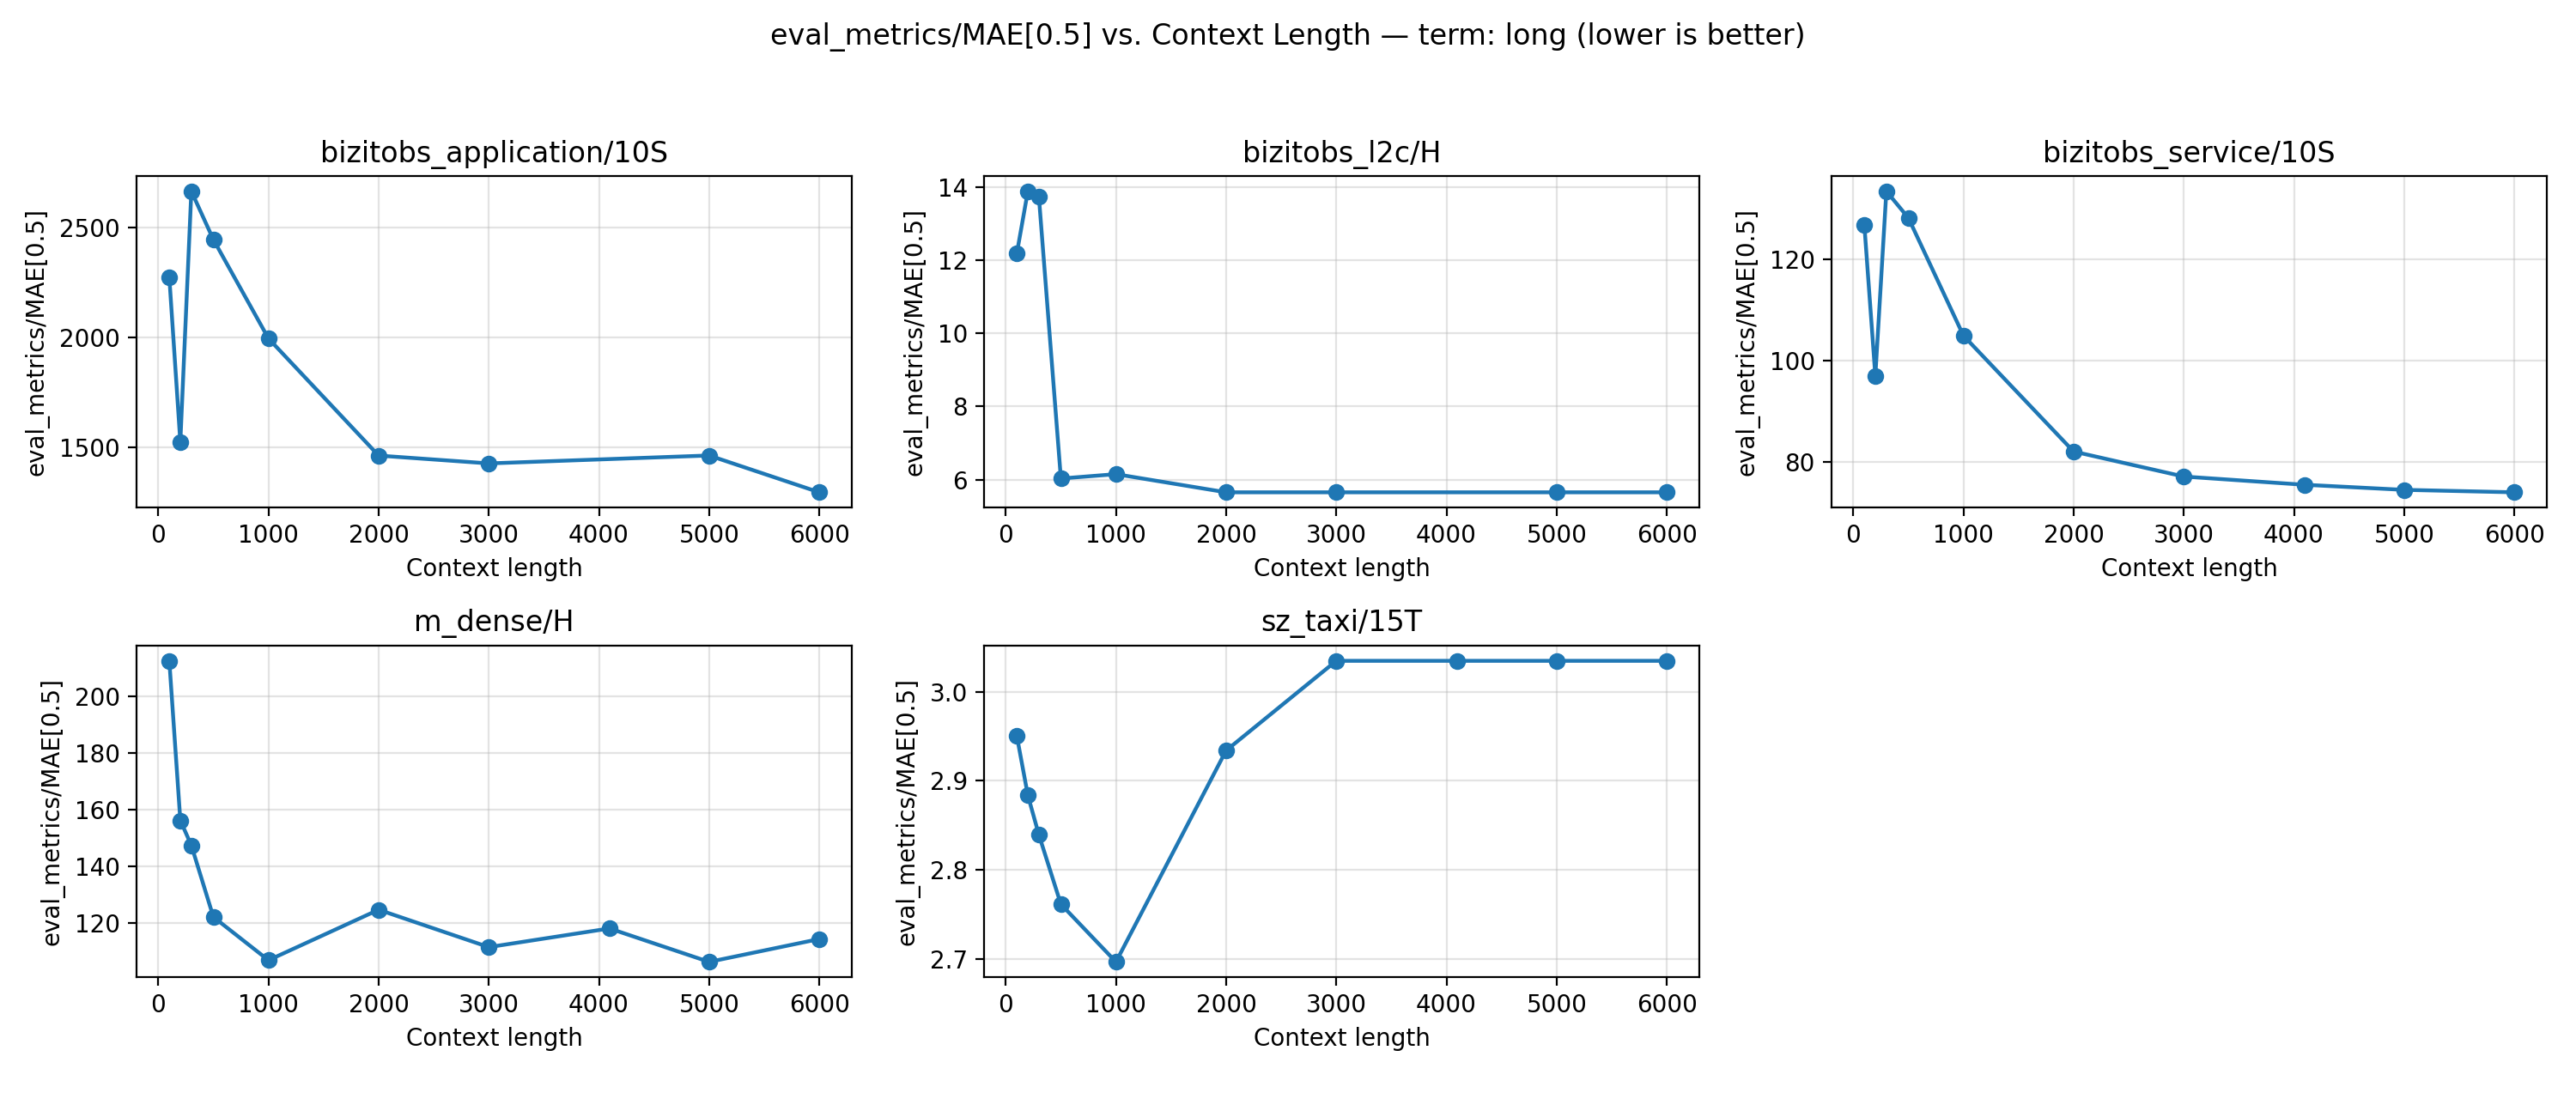 eval_metrics/MAE[0.5] vs. Context Length — term: long (lower is better)
bizitobs_application/10S
eval_metrics/MAE[0.5]
2500
2000
1500
0 1000 2000 3000 4000 5000 6000
Context length
bizitobs_l2c/H
eval_metrics/MAE[0.5]
14
12
10
8
6
0 1000 2000 3000 4000 5000 6000
Context length
bizitobs_service/10S
eval_metrics/MAE[0.5]
120
100
80
0 1000 2000 3000 4000 5000 6000
Context length
m_dense/H
eval_metrics/MAE[0.5]
200
180
160
140
120
0 1000 2000 3000 4000 5000 6000
Context length
sz_taxi/15T
eval_metrics/MAE[0.5]
3.0
2.9
2.8
2.7
0 1000 2000 3000 4000 5000 6000
Context length